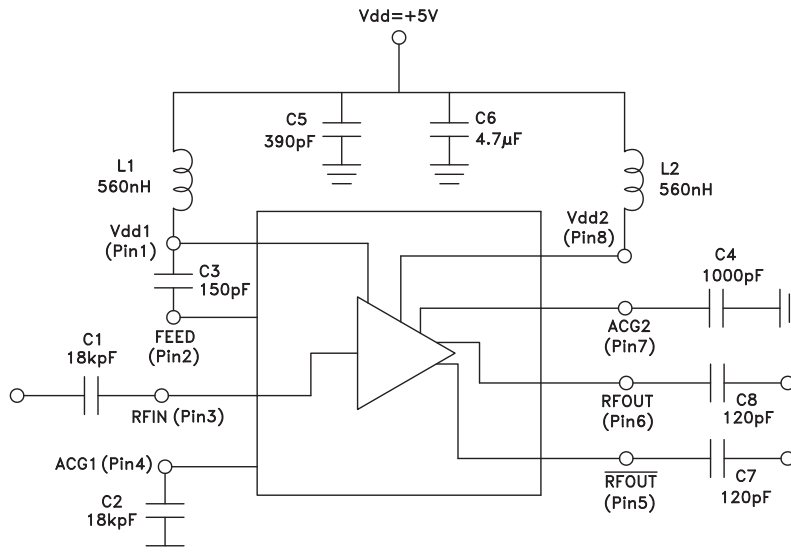 Vdd=+5V
C5
390pF
C6
4.7µF
L1
560nH
L2
560nH
Vdd1
(Pin1)
Vdd2
(Pin8)
C3
150pF
C4
1000pF
FEED
(Pin2)
ACG2
(Pin7)
C1
18kpF
RFIN (Pin3)
RFOUT
(Pin6)
C8
120pF
ACG1 (Pin4)
RFOUT
(Pin5)
C7
120pF
C2
18kpF